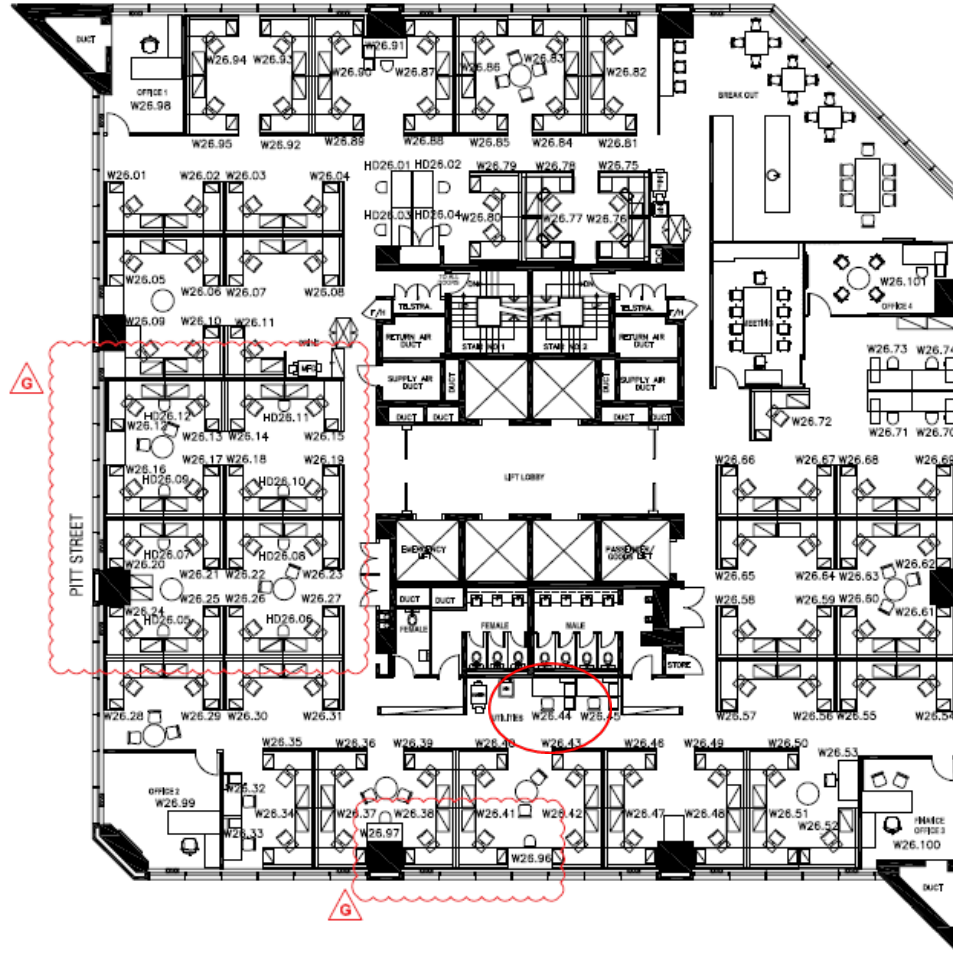 DUCT
OFFICE 1
W26.98
W26.94
W26.93
W26.91
W26.90
W26.87
W26.86
W26.83
W26.82
BREAK OUT
W26.95
W26.92
W26.89
W26.88
W26.85
W26.84
W26.81
W26.01
W26.02
W26.03
W26.04
HD26.01
HD26.02
W26.79
W26.78
W26.75
HD26.03
HD26.04
W26.80
W26.77
W26.76
W26.05
W26.06
W26.07
W26.08
TO ALL
DOORS
DN
W26.101
OFFICE 4
W26.09
W26.10
W26.11
F/H
TELSTRA.
TELSTRA.
F/H
MEETING
RETURN AIR
DUCT
STAIR NO.1
STAIR NO.2
RETURN AIR
DUCT
W26.73
W26.74
G
MFD
SUPPLY AIR
DUCT
DUCT
DUCT
SUPPLY AIR
DUCT
HD26.12
HD26.11
W26.12
W26.13
W26.14
W26.15
DUCT
DUCT
DUCT
DUCT
W26.72
W26.71
W26.70
W26.16
W26.17
W26.18
W26.19
W26.66
W26.67
W26.68
W26.69
HD26.09
HD26.10
LIFT LOBBY
PITT STREET
HD26.07
HD26.08
EMERGENCY
LIFT
PASSENGER/
GOODS LIFT
W26.20
W26.21
W26.22
W26.23
W26.65
W26.64
W26.63
W26.62
W26.24
W26.25
W26.26
W26.27
DUCT
DUCT
W26.58
W26.59
W26.60
W26.61
HD26.05
HD26.06
FEMALE
FEMALE
MALE
STORE
W26.28
W26.29
W26.30
W26.31
UTILITIES
W26.44
W26.45
W26.57
W26.56
W26.55
W26.54
W26.35
W26.36
W26.39
W26.40
W26.43
W26.46
W26.49
W26.50
W26.53
OFFICE 2
W26.99
W26.32
W26.33
W26.34
W26.37
W26.38
W26.41
W26.42
W26.47
W26.48
W26.51
W26.52
FINANCE
OFFICE 3
W26.100
W26.97
W26.96
DUCT
G